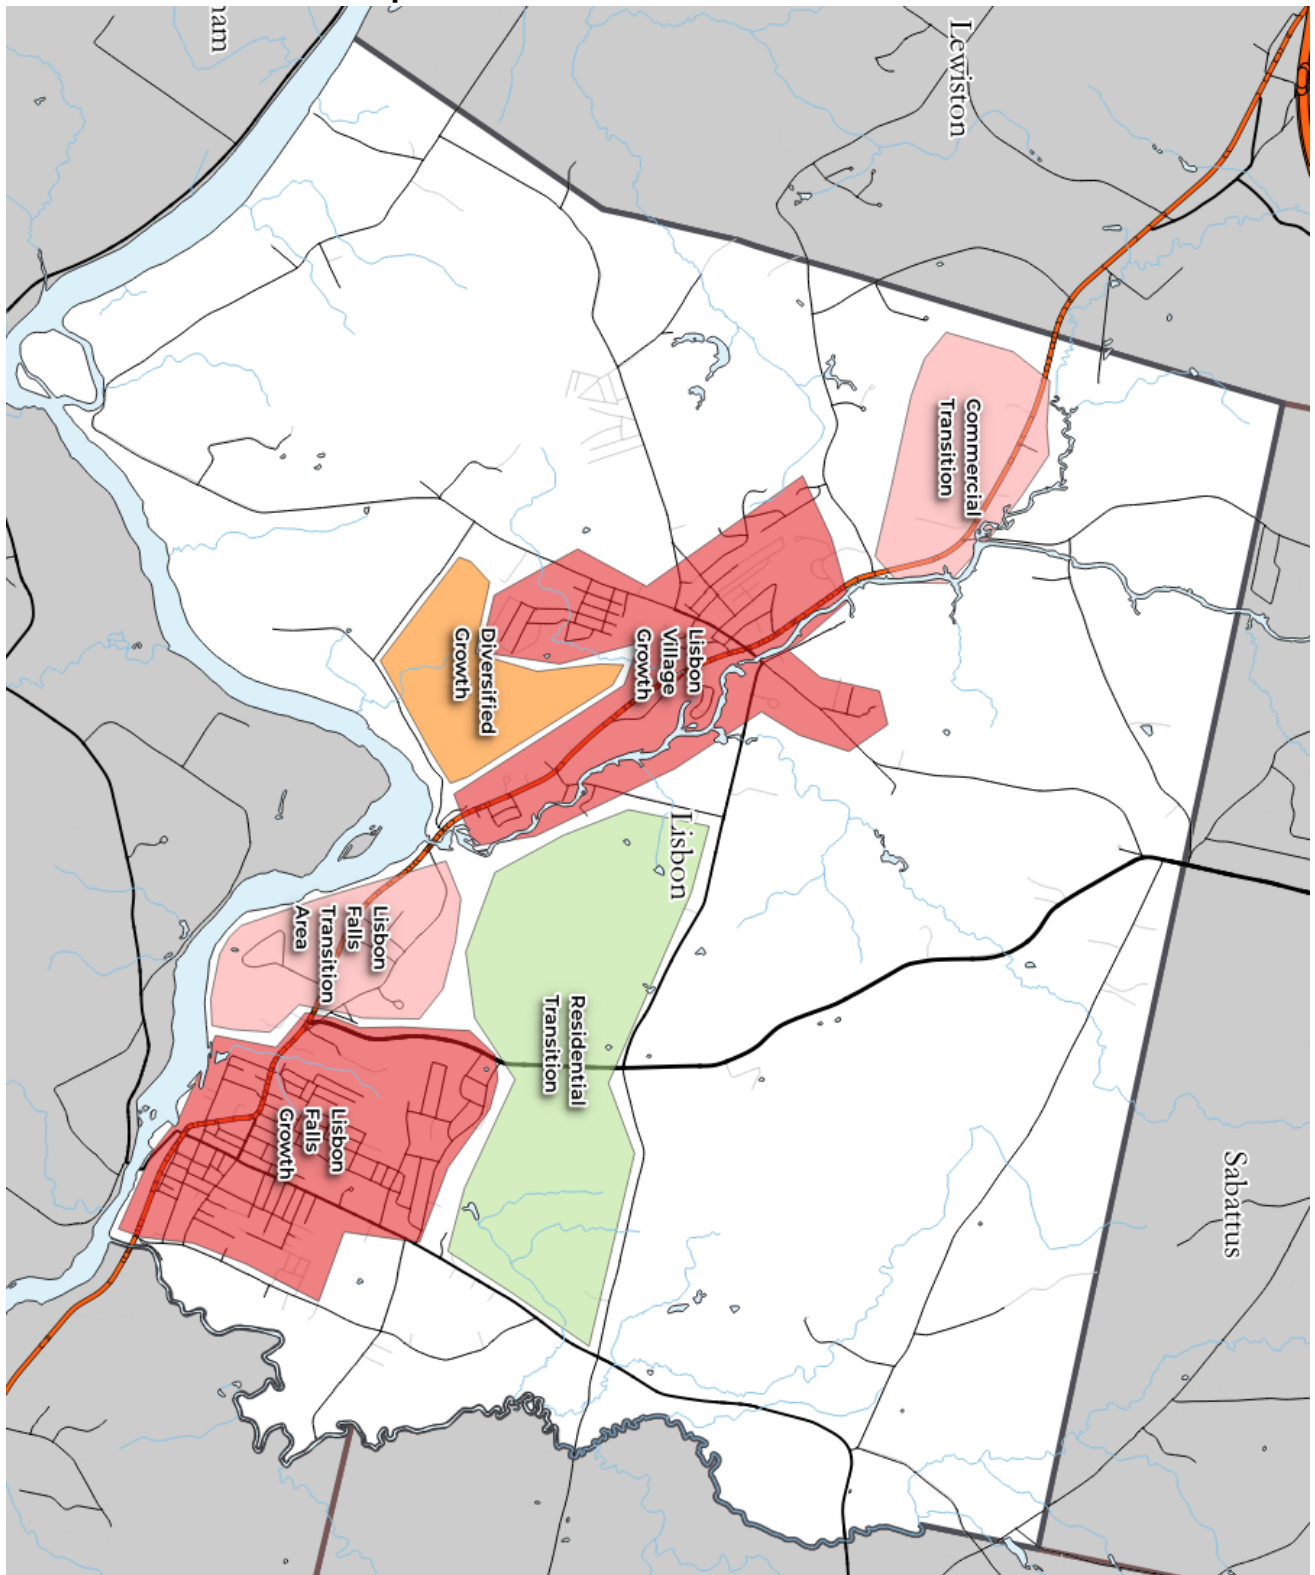 Lewiston
Commercial
Transition
Lisbon
Village
Growth
Diversified
Growth
Lisbon
Lisbon
Falls
Transition
Area
Residential
Transition
Lisbon
Falls
Growth
Sabattus